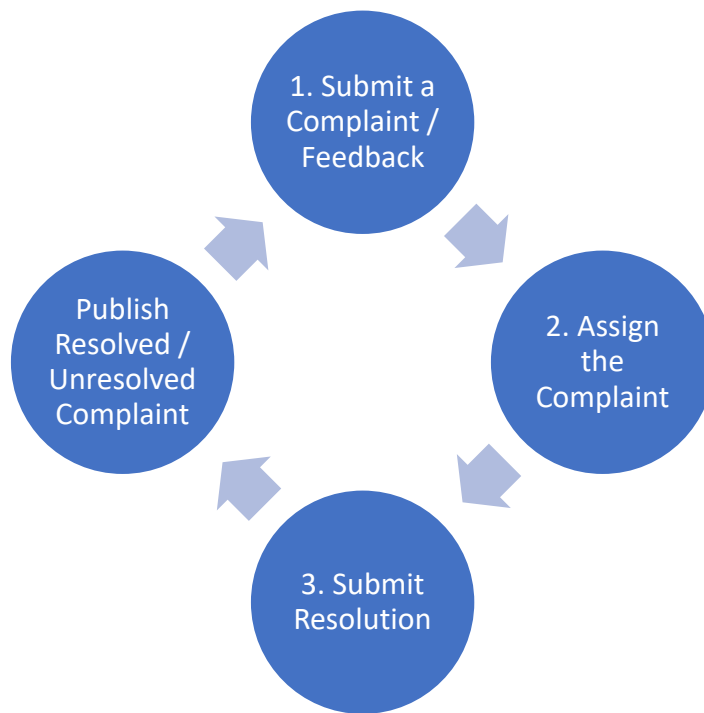 1. Submit a
Complaint /
Feedback
2. Assign
the
Complaint
3. Submit
Resolution
Publish
Resolved /
Unresolved
Complaint